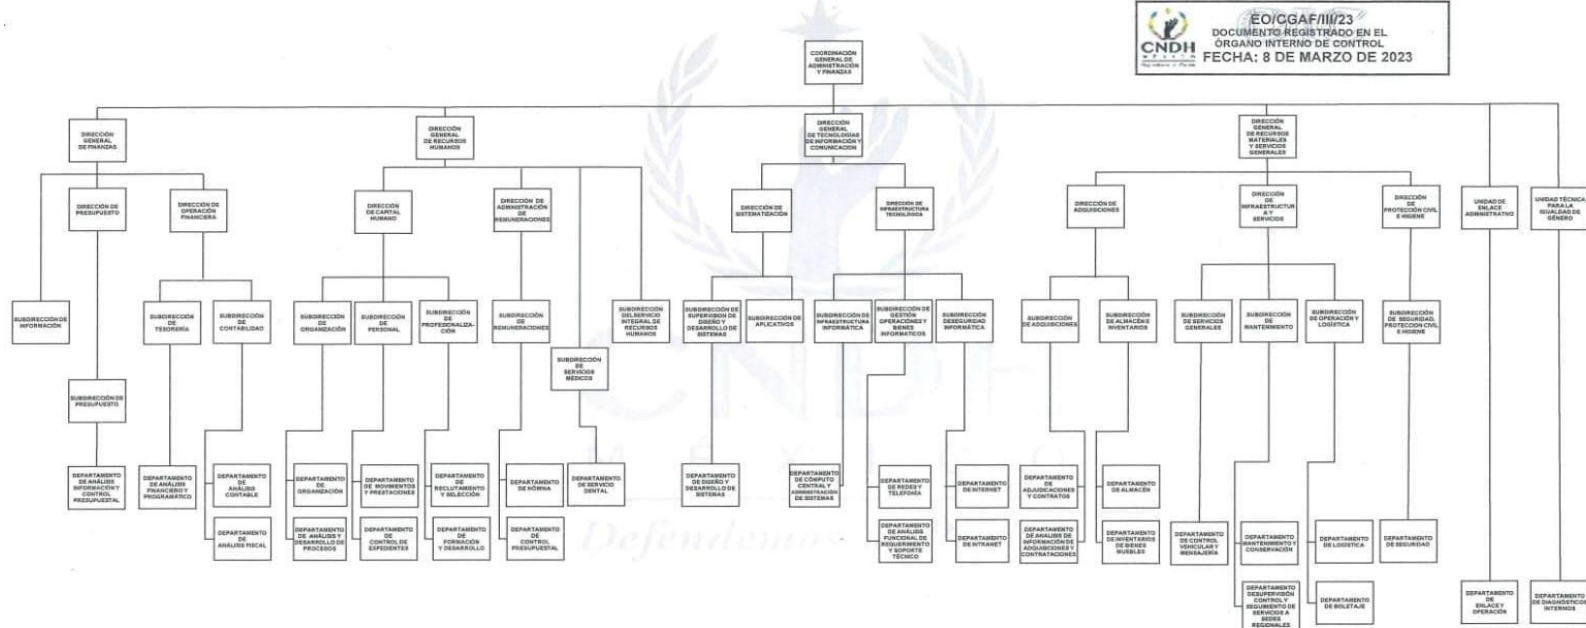 EO/CGAF/III/23
DOCUMENTO REGISTRADO EN EL
ÓRGANO INTERNO DE CONTROL
FECHA: 8 DE MARZO DE 2023
CNDH
MÉXICO
COORDINACIÓN
GENERAL DE
ADMINISTRACIÓN
Y FINANZAS
DIRECCIÓN
GENERAL
DE FINANZAS
DIRECCIÓN
GENERAL
DE RECURSOS
HUMANOS
DIRECCIÓN
GENERAL
DE TECNOLOGÍAS
DE INFORMACIÓN Y
COMUNICACIÓN
DIRECCIÓN
GENERAL
DE RECURSOS
MATERIALES
Y SERVICIOS
GENERALES
DIRECCIÓN DE
PRESUPUESTO
DIRECCIÓN DE
OPERACIÓN
FINANCIERA
DIRECCIÓN
DE CAPITAL
HUMANO
DIRECCIÓN DE
ADMINISTRACIÓN
DE
REMUNERACIONES
DIRECCIÓN DE
SISTEMATIZACIÓN
DIRECCIÓN DE
INFRAESTRUCTURA
TECNOLÓGICA
DIRECCIÓN DE
ADQUISICIONES
DIRECCIÓN
DE
INFRAESTRUCTUR
A Y
SERVICIOS
DIRECCIÓN
DE
PROTECCIÓN CIVIL
E HIGIENE
UNIDAD DE
ENLACE
ADMINISTRATIVO
UNIDAD TÉCNICA
PARA LA
IGUALDAD DE
GÉNERO
SUBDIRECCIÓN DE
INFORMACIÓN
SUBDIRECCIÓN
DE
TESORERÍA
SUBDIRECCIÓN
DE
CONTABILIDAD
SUBDIRECCIÓN
DE
ORGANIZACIÓN
SUBDIRECCIÓN
DE
PERSONAL
SUBDIRECCIÓN
DE
PROFESIONALIZA-
CIÓN
SUBDIRECCIÓN
DE
REMUNERACIONES
SUBDIRECCIÓN
DEL SERVICIO
INTEGRAL DE
RECURSOS
HUMANOS
SUBDIRECCIÓN DE
SUPERVISIÓN DE
DISEÑO Y
DESARROLLO DE
SISTEMAS
SUBDIRECCIÓN
DE
APLICATIVOS
SUBDIRECCIÓN
DE INFRAESTRUCTURA
INFORMÁTICA
SUBDIRECCIÓN DE
GESTIÓN
OPERACIONES Y
BIENES
INFORMÁTICOS
SUBDIRECCIÓN
DE SEGURIDAD
INFORMÁTICA
SUBDIRECCIÓN
DE ADQUISICIONES
SUBDIRECCIÓN
DE ALMACÉN E
INVENTARIOS
SUBDIRECCIÓN
DE SERVICIOS
GENERALES
SUBDIRECCIÓN
DE
MANTENIMIENTO
SUBDIRECCIÓN
DE OPERACIÓN Y
LOGÍSTICA
SUBDIRECCIÓN
DE SEGURIDAD,
PROTECCIÓN CIVIL
E HIGIENE
SUBDIRECCIÓN
DE
SERVICIOS
MÉDICOS
SUBDIRECCIÓN DE
PRESUPUESTO
DEPARTAMENTO
DE ANÁLISIS
INFORMACIÓN Y
CONTROL
PRESUPUESTAL
DEPARTAMENTO
DE ANÁLISIS
FINANCIERO Y
PROGRAMÁTICO
DEPARTAMENTO
DE
ANÁLISIS
CONTABLE
DEPARTAMENTO
DE
ORGANIZACIÓN
DEPARTAMENTO
DE MOVIMIENTOS
Y PRESTACIONES
DEPARTAMENTO
DE
RECLUTAMIENTO
Y SELECCIÓN
DEPARTAMENTO
DE NÓMINA
DEPARTAMENTO
DE SERVICIO
DENTAL
DEPARTAMENTO
DE DISEÑO Y
DESARROLLO DE
SISTEMAS
DEPARTAMENTO
DE CÓMPUTO
CENTRAL Y
ADMINISTRACIÓN
DE SISTEMAS
DEPARTAMENTO
DE REDES Y
TELEFONÍA
DEPARTAMENTO
DE INTERNET
DEPARTAMENTO
DE
ADJUDICACIONES
Y CONTRATOS
DEPARTAMENTO
DE ALMACÉN
DEPARTAMENTO
DE
ANÁLISIS FISCAL
DEPARTAMENTO
DE ANÁLISIS Y
DESARROLLO DE
PROCESOS
DEPARTAMENTO
DE
CONTROL DE
EXPEDIENTES
DEPARTAMENTO
DE
FORMACIÓN
Y DESARROLLO
DEPARTAMENTO
DE
CONTROL
PRESUPUESTAL
DEPARTAMENTO
DE ANÁLISIS
FUNCIONAL DE
REQUERIMIENTO
Y SOPORTE
TÉCNICO
DEPARTAMENTO
DE INTRANET
DEPARTAMENTO
DE ANALISIS DE
INFORMACIÓN DE
ADQUISICIONES Y
CONTRATACIONES
DEPARTAMENTO
DE INVENTARIOS
DE BIENES
MUEBLES
DEPARTAMENTO
DE CONTROL
VEHICULAR Y
MENSAJERÍA
DEPARTAMENTO
MANTENIMIENTO Y
CONSERVACIÓN
DEPARTAMENTO
DE LOGÍSTICA
DEPARTAMENTO
DE SEGURIDAD
DEPARTAMENTO
DE SUPERVISIÓN
CONTROL Y
SEGUIMIENTO DE
SERVICIOS A
SEDES
REGIONALES
DEPARTAMENTO
DE BOLETAJE
DEPARTAMENTO
DE
ENLACE Y
OPERACIÓN
DEPARTAMENTO
DE DIAGNÓSTICOS
INTERNOS
CNDH
M É X I C O
Defendemos